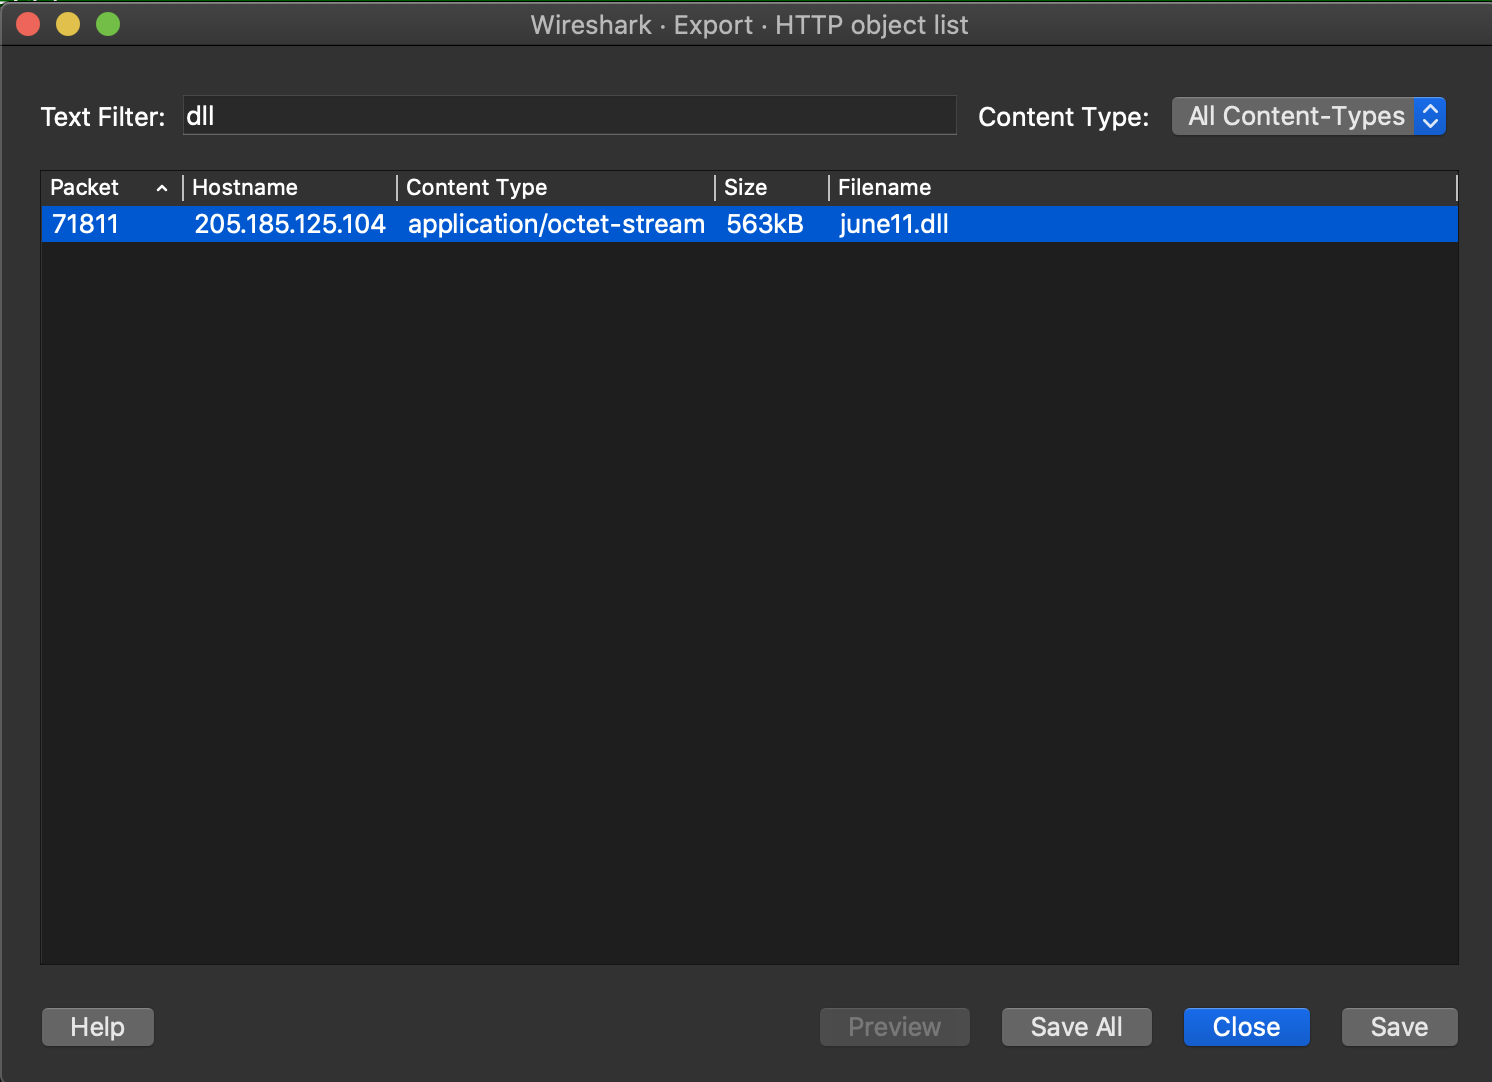 Wireshark · Export · HTTP object list
Text Filter: dll Content Type: All Content-Types
Packet Hostname Content Type Size Filename
71811 205.185.125.104 application/octet-stream 563kB june11.dll
Help Preview Save All Close Save